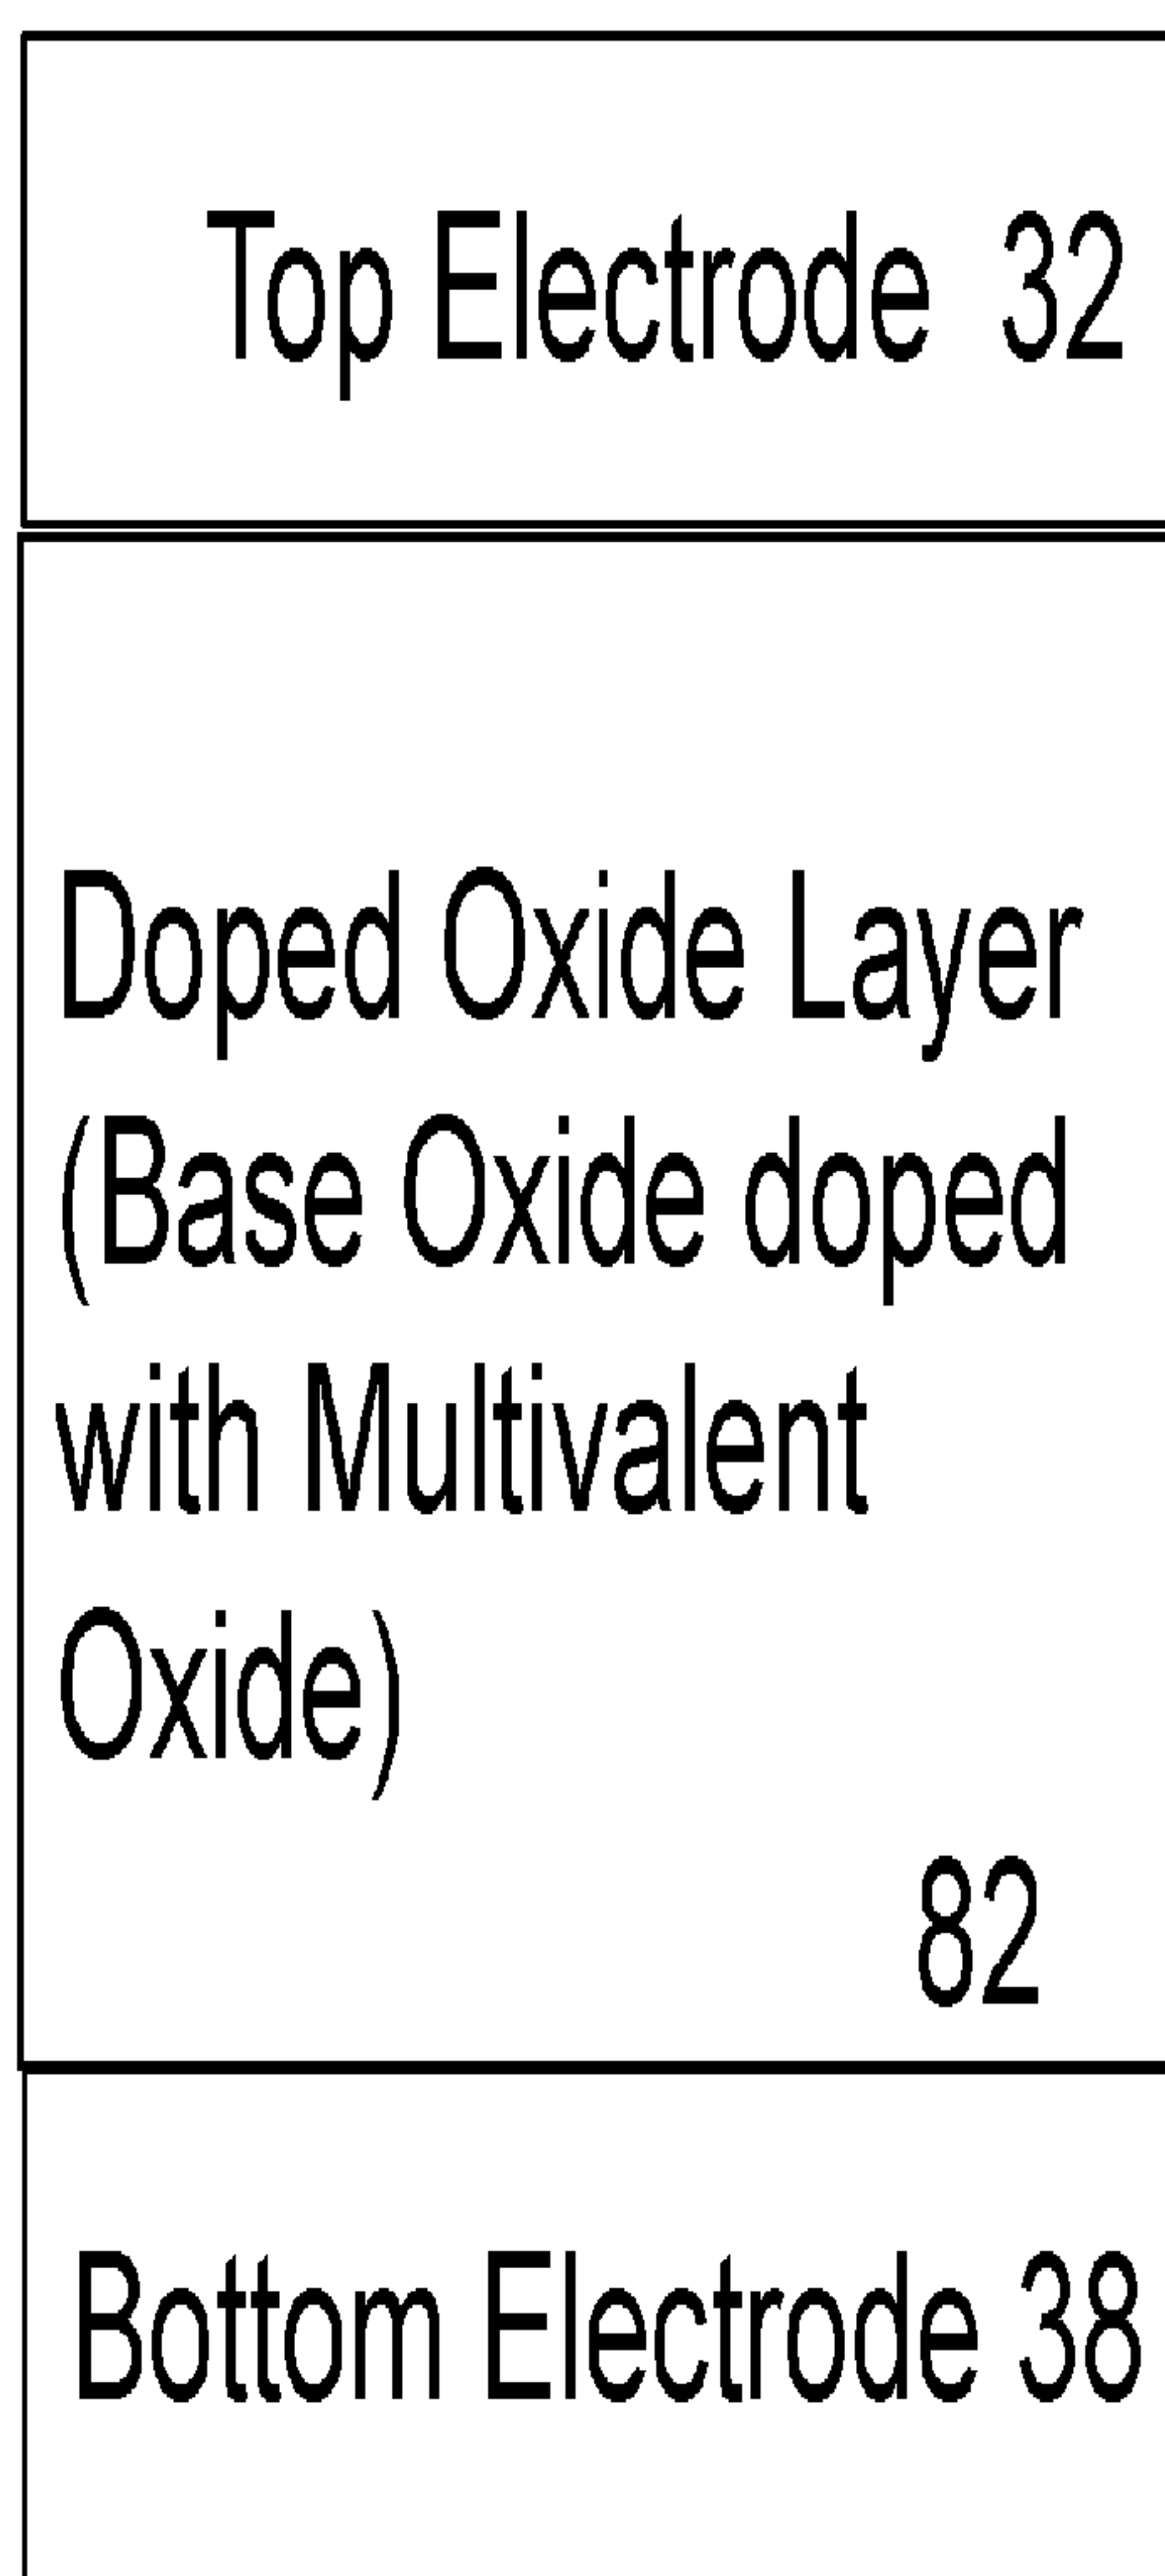 Top Electrode 32
Doped Oxide Layer
(Base Oxide doped
with Multivalent
Oxide)
82
Bottom Electrode 38